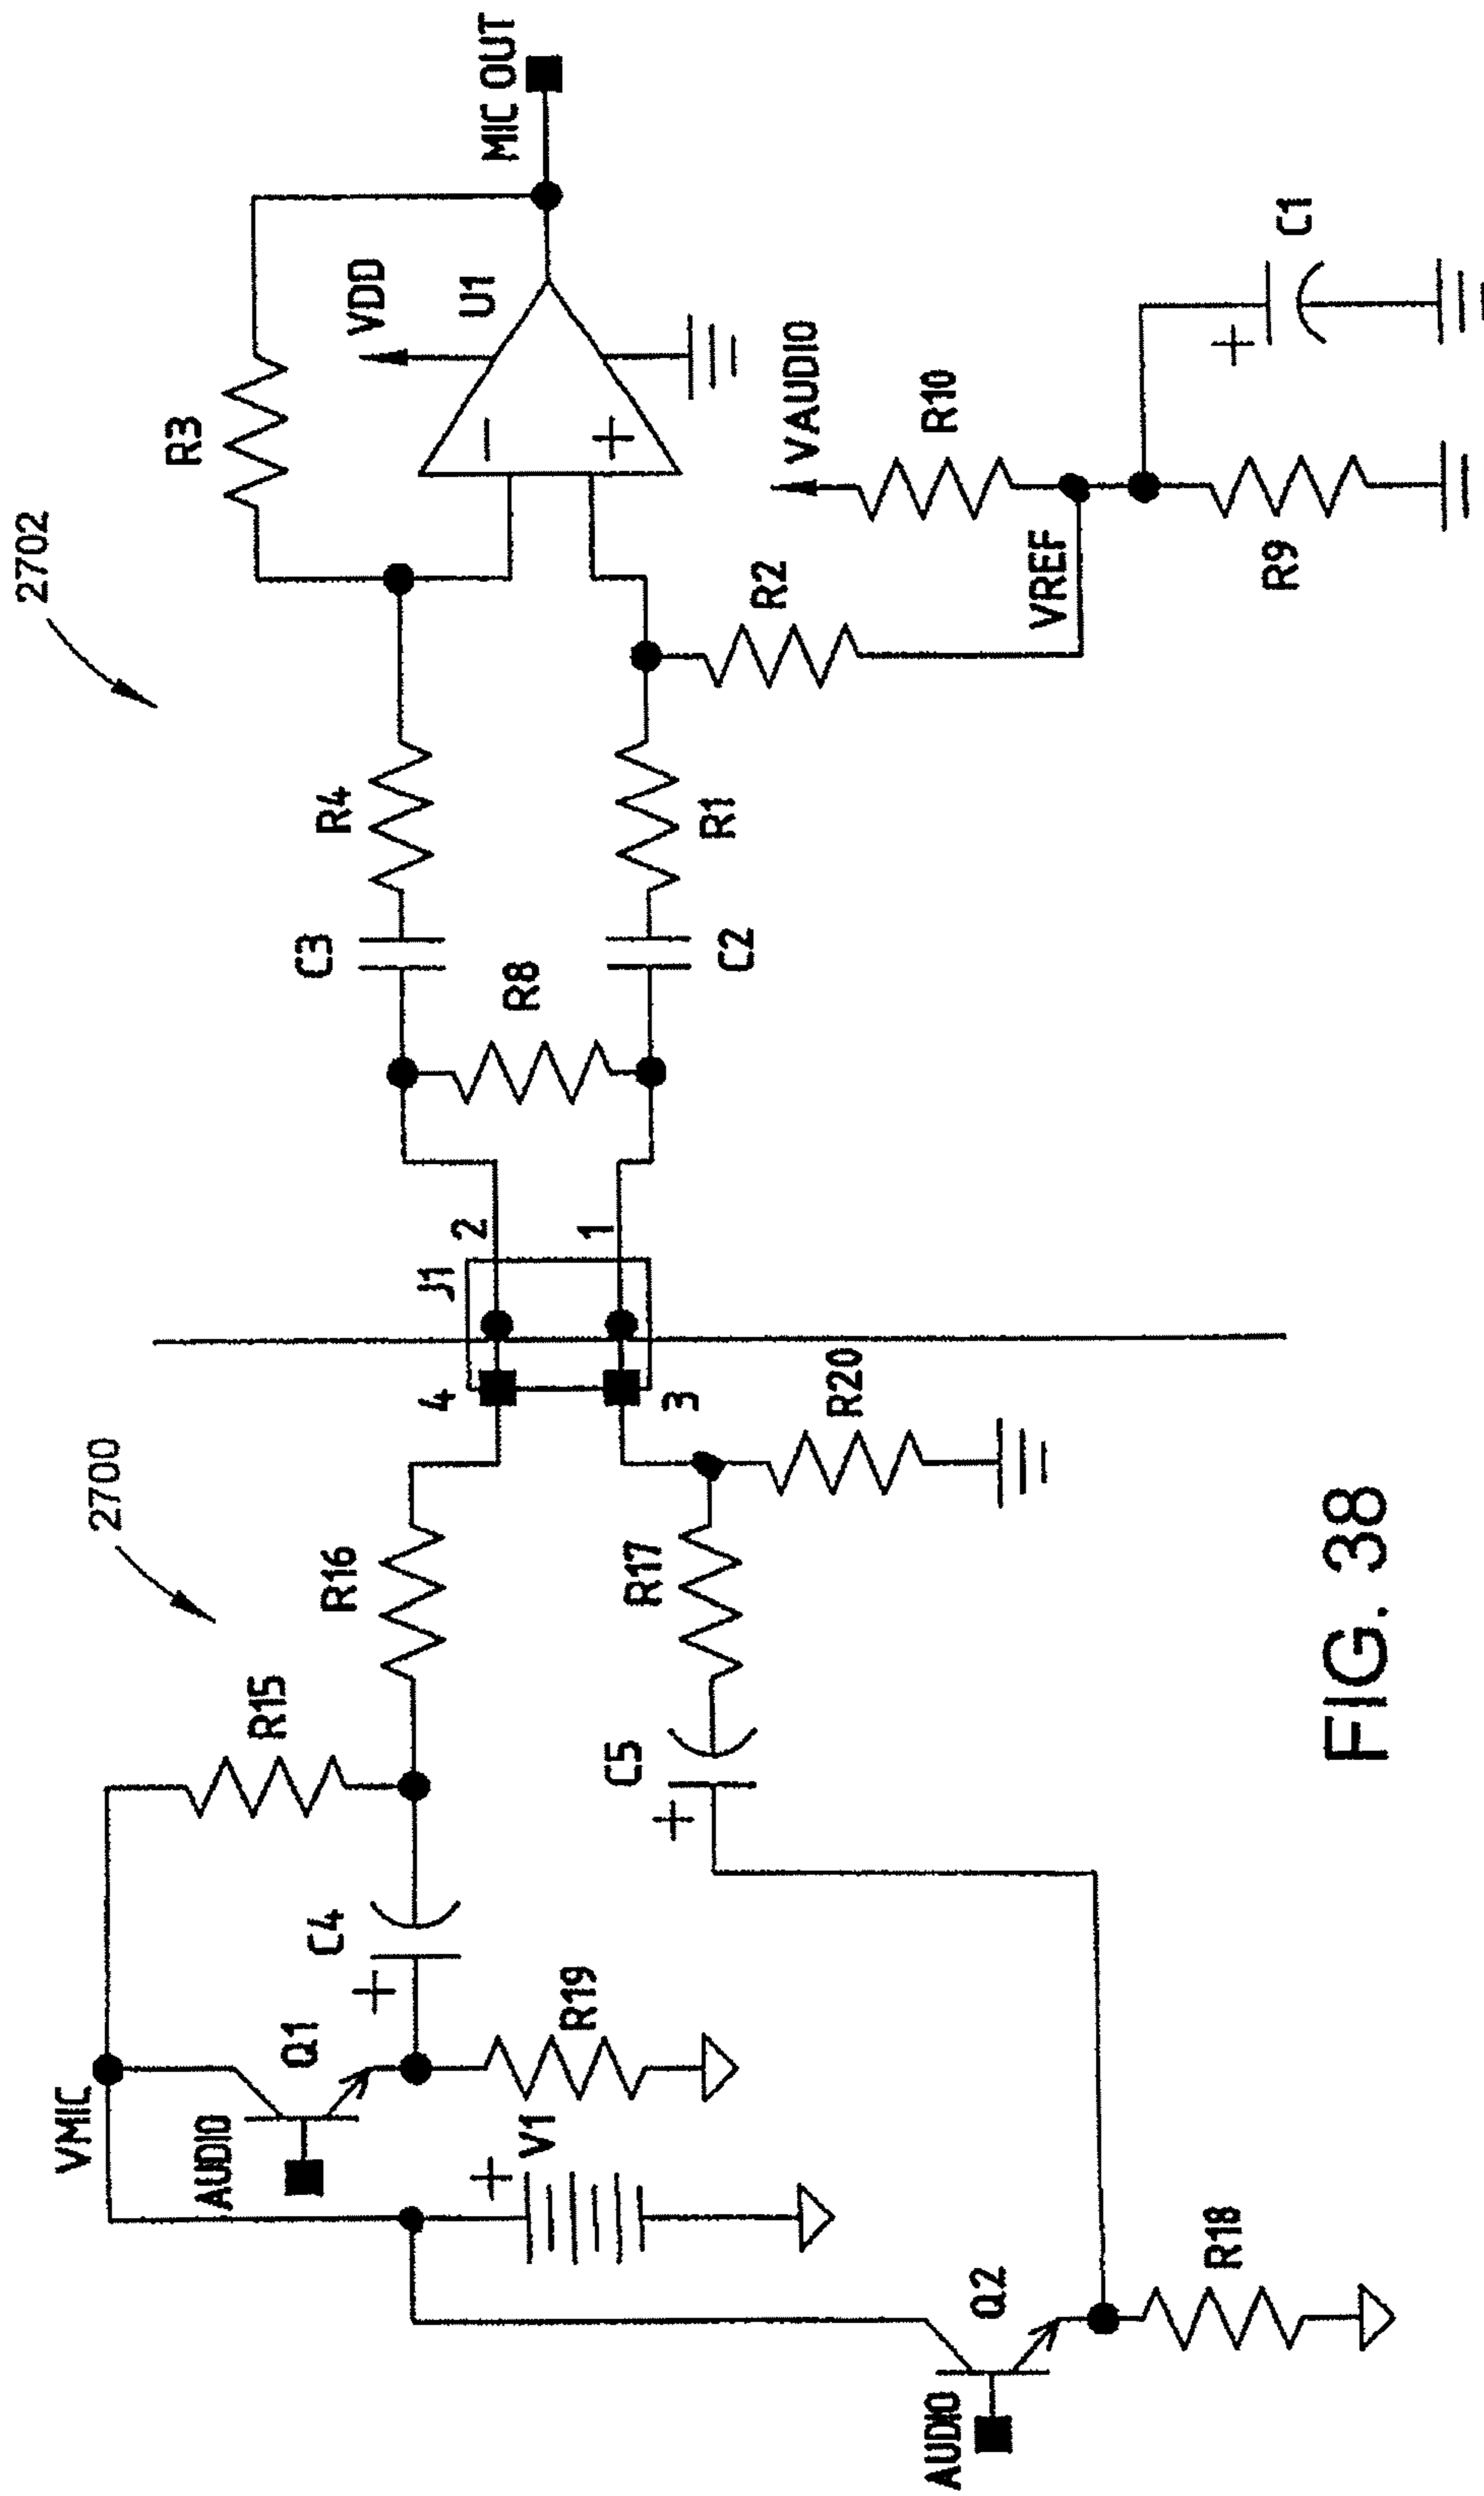 2700
2702
VMIC
AUDIO
Q1
C4
+
R15
R16
V1
+
R19
C5
+
R17
R20
AUDIO
Q2
R18
J1
4
2
3
1
C3
R4
R8
C2
R1
R3
VDD
U1
−
+
MIC OUT
R2
VAUDIO
R10
VREF
R9
+
C1
FIG. 38